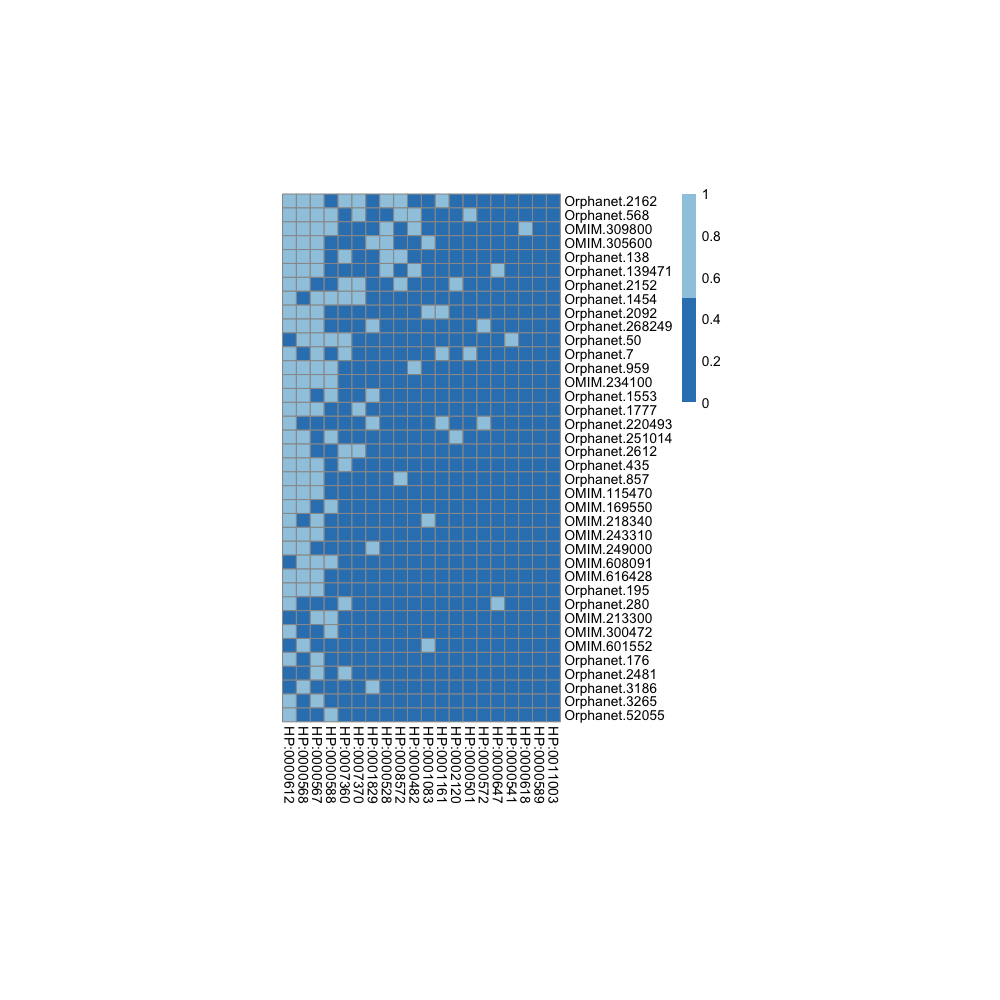 Orphanet.2162
Orphanet.568
OMIM.309800
OMIM.305600
Orphanet.138
Orphanet.139471
Orphanet.2152
Orphanet.1454
Orphanet.2092
Orphanet.268249
Orphanet.50
Orphanet.7
Orphanet.959
OMIM.234100
Orphanet.1553
Orphanet.1777
Orphanet.220493
Orphanet.251014
Orphanet.2612
Orphanet.435
Orphanet.857
OMIM.115470
OMIM.169550
OMIM.218340
OMIM.243310
OMIM.249000
OMIM.608091
OMIM.616428
Orphanet.195
Orphanet.280
OMIM.213300
OMIM.300472
OMIM.601552
Orphanet.176
Orphanet.2481
Orphanet.3186
Orphanet.3265
Orphanet.52055
1
0.8
0.6
0.4
0.2
0
HP:0000612
HP:0000568
HP:0000567
HP:0000588
HP:0007360
HP:0007370
HP:0001829
HP:0000528
HP:0008572
HP:0000482
HP:0001083
HP:0001161
HP:0002120
HP:0000501
HP:0000572
HP:0000647
HP:0000541
HP:0000618
HP:0000589
HP:0011003